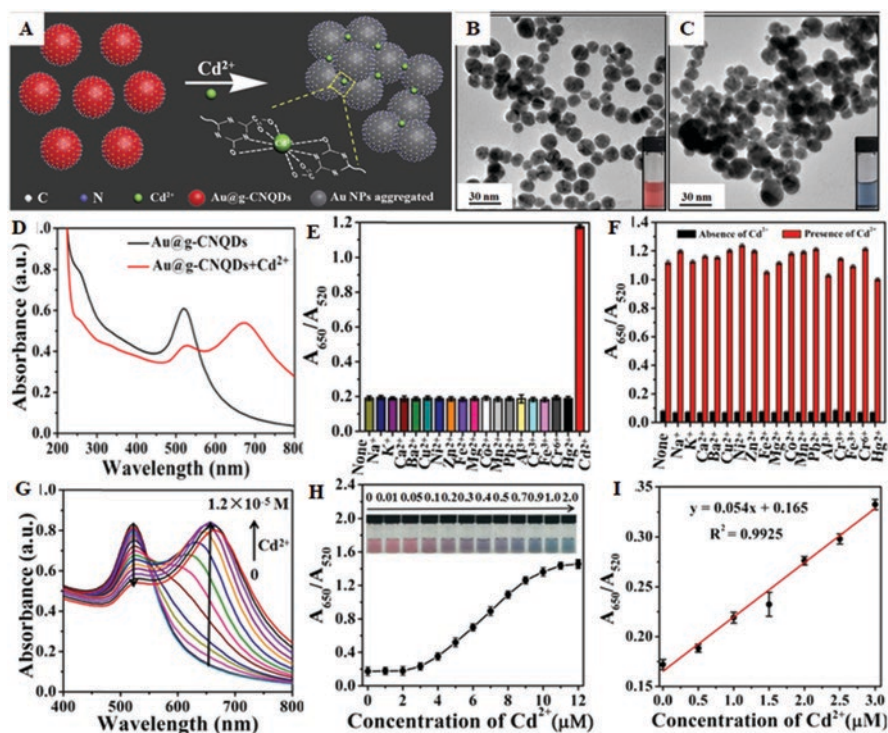 A
Cd2+
C
N
Cd2+
Au@g-CNQDs
Au NPs aggregated
B
30 nm
C
30 nm
D
Au@g-CNQDs
Au@g-CNQDs+Cd2+
Absorbance (a.u.)
1.0
0.8
0.6
0.4
0.2
0.0
200 300 400 500 600 700 800
Wavelength (nm)
E
A650/A520
1.2
1.0
0.8
0.6
0.4
0.2
0.0
None
Na+
K+
Ca2+
Ba2+
Cu2+
Ni2+
Zn2+
Fe2+
Mg2+
Co2+
Mn2+
Pb2+
Al3+
Cr3+
Fe3+
Cr6+
Hg2+
Cd2+
F
Absence of Cd2+
Presence of Cd2+
A650/A520
1.4
1.2
1.0
0.8
0.6
0.4
0.2
0.0
None
Na+
K+
Ca2+
Ba2+
Cu2+
Ni2+
Zn2+
Fe2+
Mg2+
Co2+
Mn2+
Pb2+
Al3+
Cr3+
Fe3+
Cr6+
Hg2+
G
1.2×10-5 M
Cd2+
0
Absorbance (a.u.)
1.0
0.8
0.6
0.4
0.2
0.0
400 500 600 700 800
Wavelength (nm)
H
0 0.01 0.05 0.1 0.2 0.3 0.4 0.5 0.7 0.9 1.0 2.0
A650/A520
2.4
2.0
1.6
1.2
0.8
0.4
0.0
0 2 4 6 8 10 12
Concentration of Cd2+(μM)
I
y = 0.054x + 0.165
R2 = 0.9925
A650/A520
0.35
0.31
0.27
0.23
0.19
0.15
0.0 0.5 1.0 1.5 2.0 2.5 3.0
Concentration of Cd2+(μM)